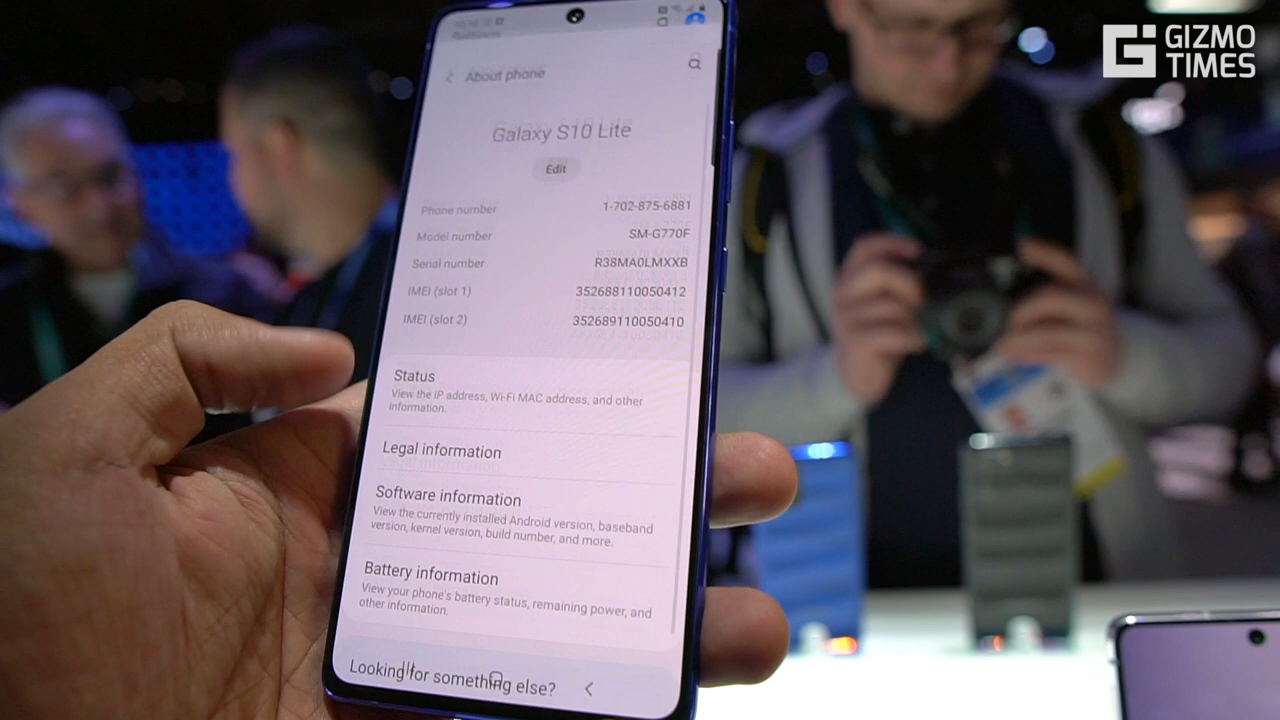 GIZMO
TIMES
About phone
Galaxy S10 Lite
Edit
Phone number 1-702-875-6881
Model number SM-G770F
Serial number R38MA0LMXXB
IMEI (slot 1) 352688110050412
IMEI (slot 2) 352689110050410
Status
View the IP address, Wi-Fi MAC address, and other
information.
Legal information
Software information
View the currently installed Android version, baseband
version, kernel version, build number, and more.
Battery information
View your phone's battery status, remaining power, and
other information.
Looking for something else?